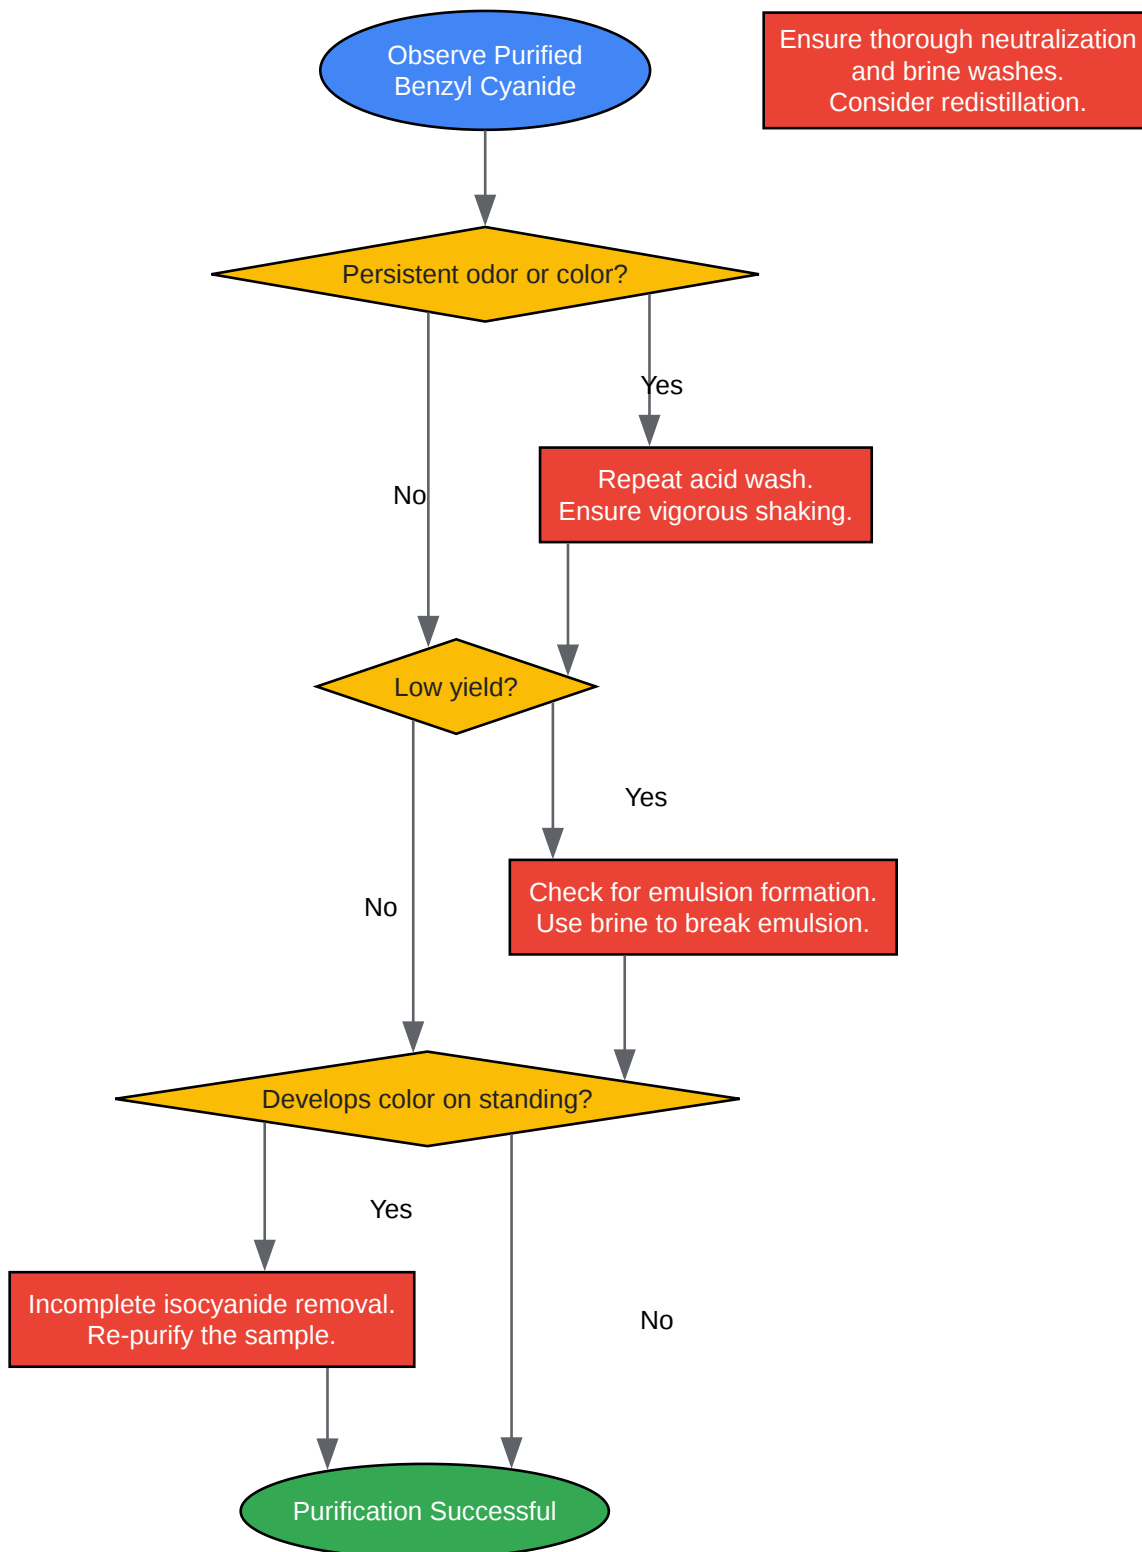 Observe Purified
Benzyl Cyanide
Ensure thorough neutralization
and brine washes.
Consider redistillation.
Persistent odor or color?
Yes
Repeat acid wash.
Ensure vigorous shaking.
No
Low yield?
Yes
Check for emulsion formation.
Use brine to break emulsion.
No
Develops color on standing?
Yes
Incomplete isocyanide removal.
Re-purify the sample.
No
Purification Successful